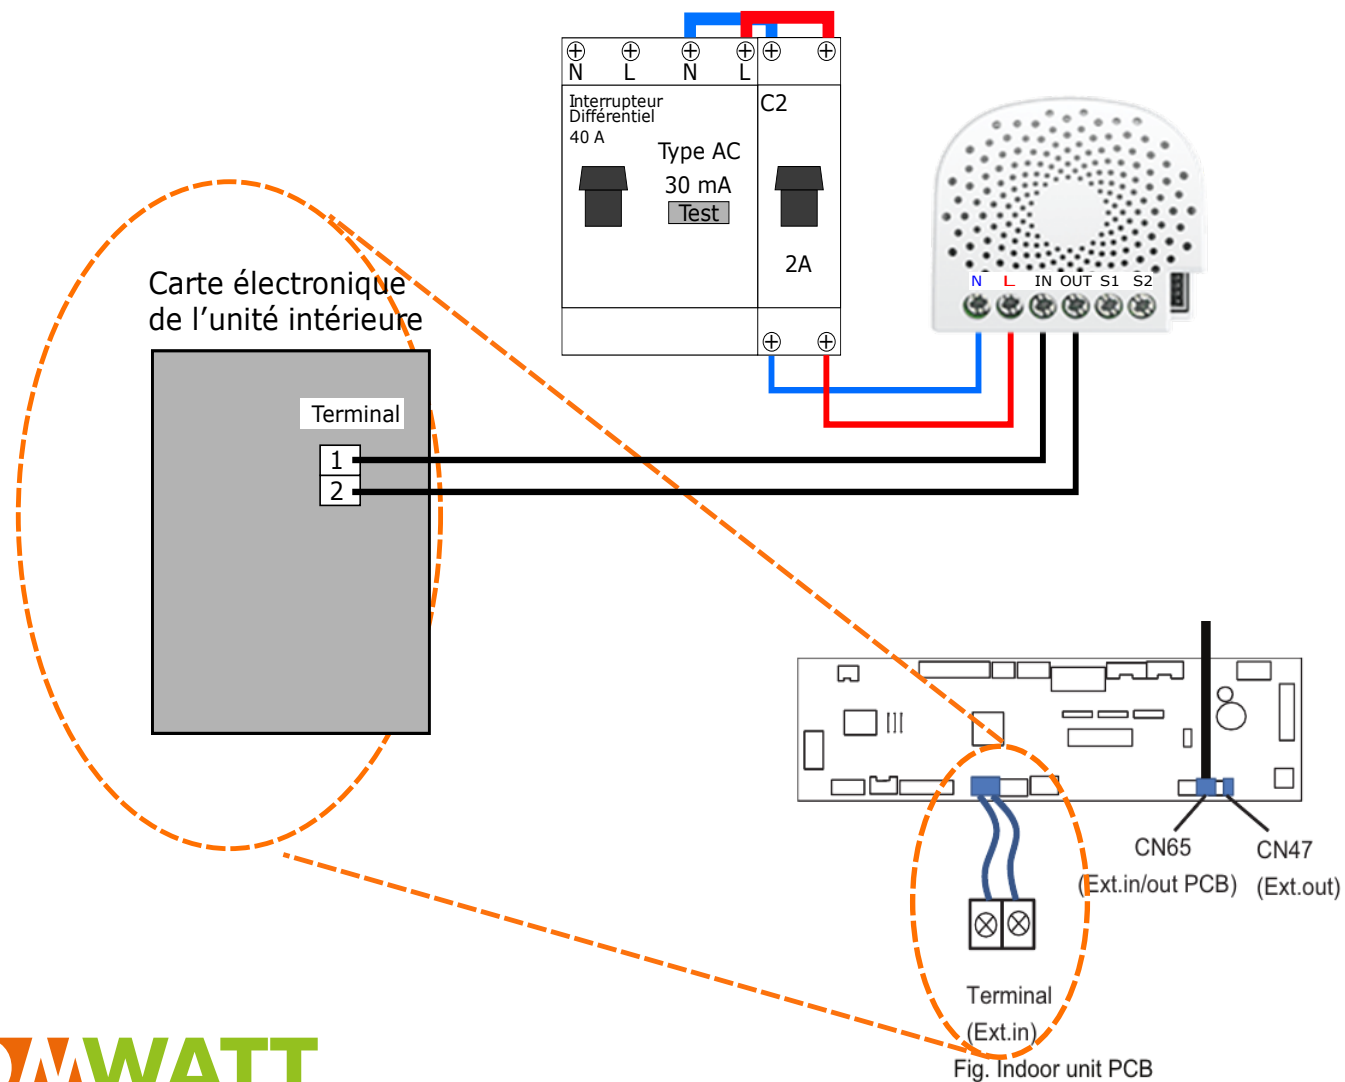 N L N L
Interrupteur
Différentiel
40 A
Type AC
30 mA
Test
C2
2A
N L IN OUT S1 S2
Carte électronique
de l’unité intérieure
Terminal
1
2
CN65
(Ext.in/out PCB)
CN47
(Ext.out)
Terminal
(Ext.in)
Fig. Indoor unit PCB
WATT